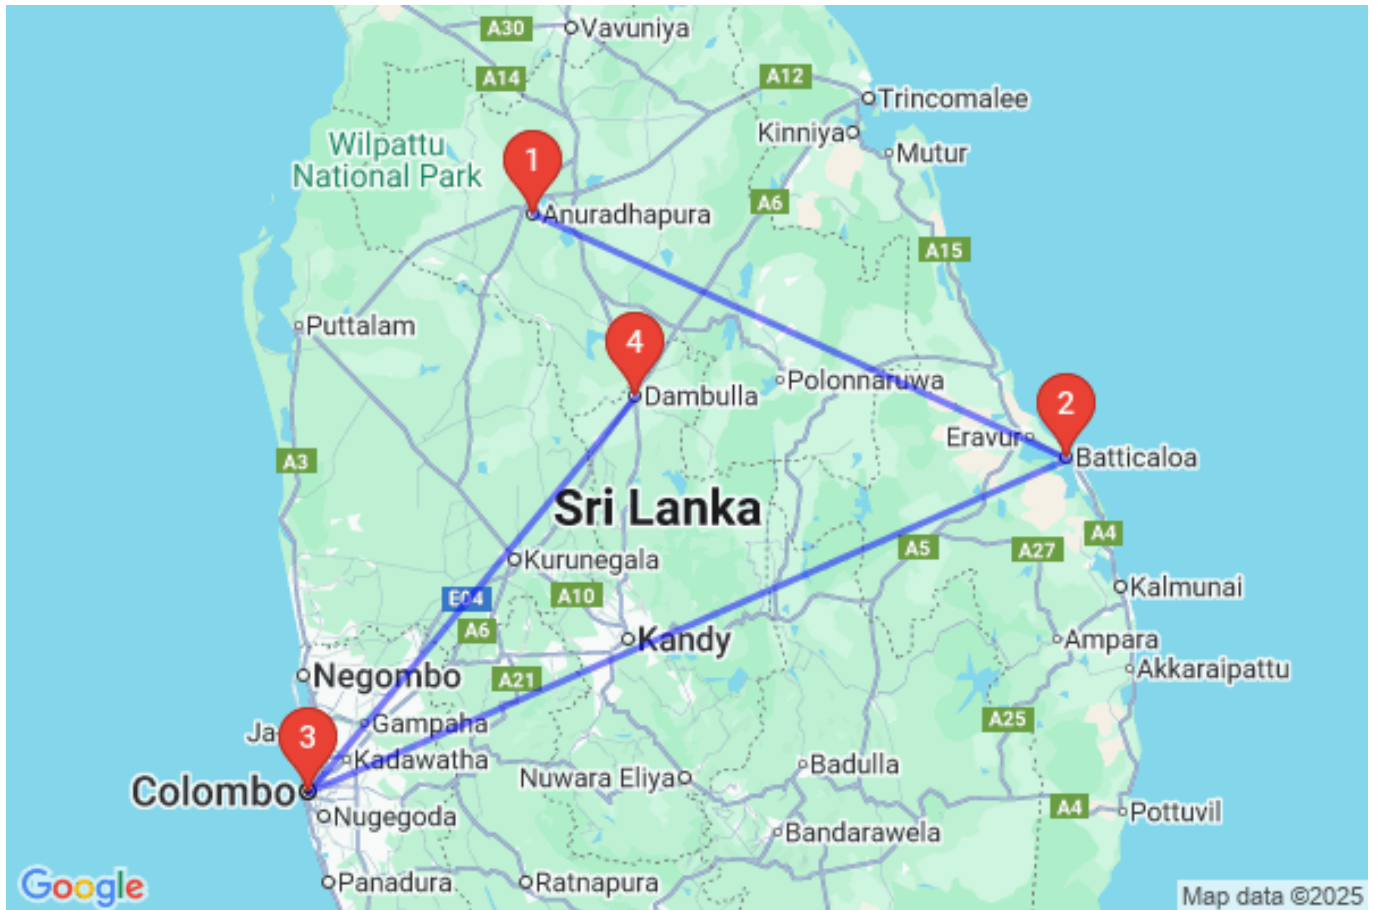 A30
Vavuniya
A14
A12
Trincomalee
Kinniya
Mutur
Wilpattu
National Park
1
A6
Anuradhapura
A15
Puttalam
4
Polonnaruwa
Dambulla
2
Eravur
Batticaloa
A3
Sri Lanka
A4
A5
A27
Kurunegala
Kalmunai
E04
A10
A6
Kandy
Ampara
Akkaraipattu
Negombo
A21
A25
Gampaha
Ja-
3
Kadawatha
Badulla
Nuwara Eliya
Colombo
A4
Pottuvil
Nugegoda
Bandarawela
Panadura
Ratnapura
Google
Map data ©2025